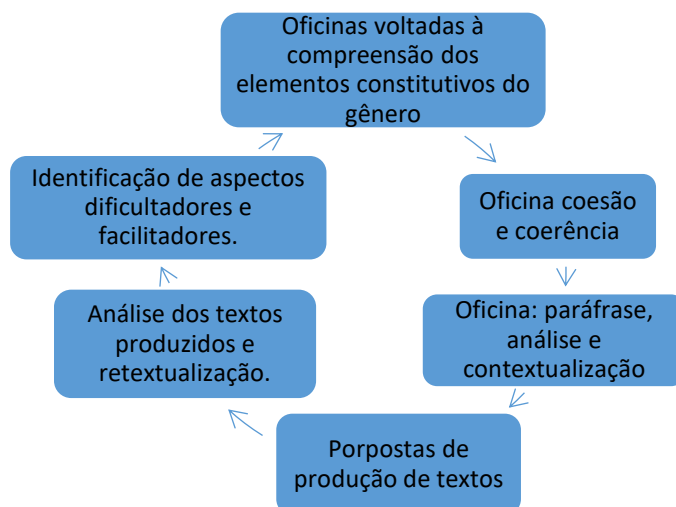 Oficinas voltadas à
compreensão dos
elementos constitutivos do
gênero
Oficina coesão
e coerência
Oficina: paráfrase,
análise e
contextualização
Porpostas de
produção de textos
Análise dos textos
produzidos e
retextualização.
Identificação de aspectos
dificultadores e
facilitadores.